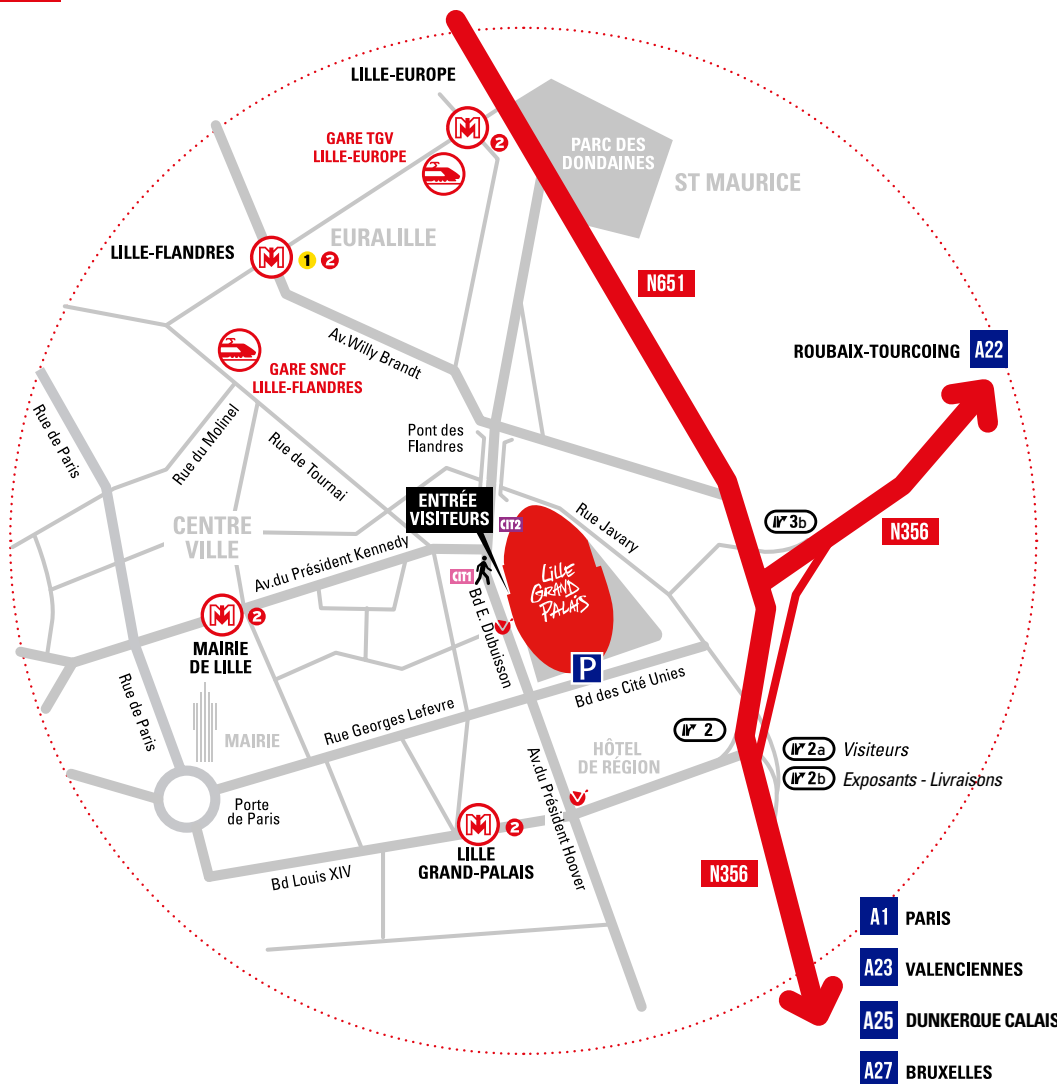 LILLE-EUROPE
GARE TGV
LILLE-EUROPE
2
PARC DES
DONDAINES
ST MAURICE
EURALILLE
LILLE-FLANDRES
1 2
N651
ROUBAIX-TOURCOING A22
Av.Willy Brandt
GARE SNCF
LILLE-FLANDRES
Rue de Paris
Rue du Molinel
Rue de Tournai
Pont des
Flandres
ENTRÉE
VISITEURS
CIT2
Rue Javary
3b
N356
CENTRE
VILLE
Av.du Président Kennedy
CIT1
LiLLE
GRAND
PALAiS
Bd E. Dubuisson
2
MAIRIE
DE LILLE
P
Bd des Cité Unies
Rue de Paris
MAIRIE
Rue Georges Lefevre
HÔTEL
DE RÉGION
2
2a Visiteurs
2b Exposants - Livraisons
Porte
de Paris
Av.du Président Hoover
2
LILLE
GRAND-PALAIS
Bd Louis XIV
N356
A1 PARIS
A23 VALENCIENNES
A25 DUNKERQUE CALAIS
A27 BRUXELLES